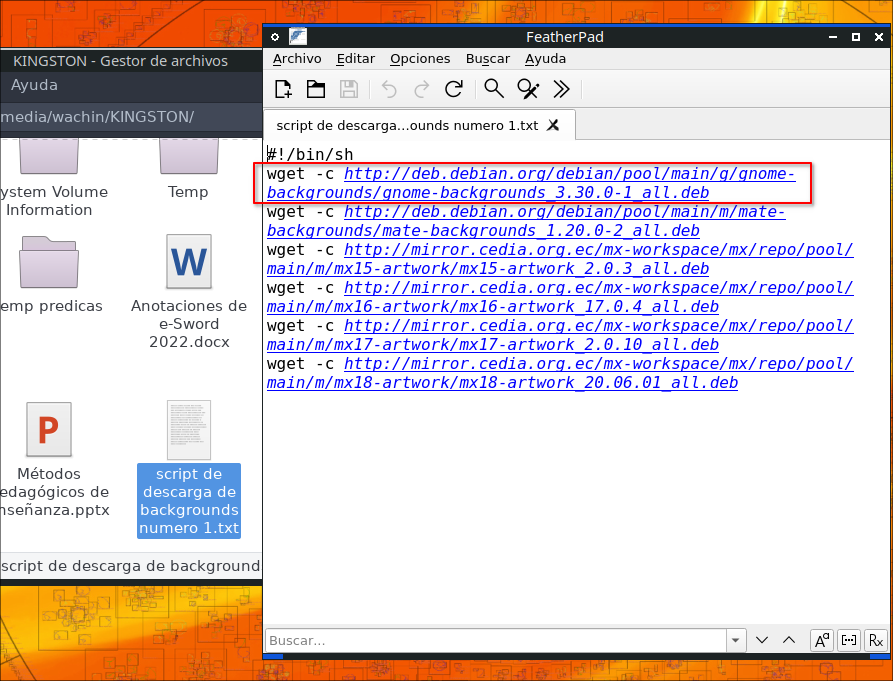 KINGSTON - Gestor de archivos
Ayuda
media/wachin/KINGSTON/
ystem Volume
Information
Temp
emp predicas
W
Anotaciones de
e-Sword
2022.docx
P
Métodos
edagógicos de
nseñanza.pptx
script de
descarga de
backgrounds
numero 1.txt
script de descarga de background
FeatherPad
Archivo Editar Opciones Buscar Ayuda
script de descarga...ounds numero 1.txt
#!/bin/sh
wget -c http://deb.debian.org/debian/pool/main/g/gnome-
backgrounds/gnome-backgrounds_3.30.0-1_all.deb
wget -c http://deb.debian.org/debian/pool/main/m/mate-
backgrounds/mate-backgrounds_1.20.0-2_all.deb
wget -c http://mirror.cedia.org.ec/mx-workspace/mx/repo/pool/
main/m/mx15-artwork/mx15-artwork_2.0.3_all.deb
wget -c http://mirror.cedia.org.ec/mx-workspace/mx/repo/pool/
main/m/mx16-artwork/mx16-artwork_17.0.4_all.deb
wget -c http://mirror.cedia.org.ec/mx-workspace/mx/repo/pool/
main/m/mx17-artwork/mx17-artwork_2.0.10_all.deb
wget -c http://mirror.cedia.org.ec/mx-workspace/mx/repo/pool/
main/m/mx18-artwork/mx18-artwork_20.06.01_all.deb
Buscar...
Aa
Rx